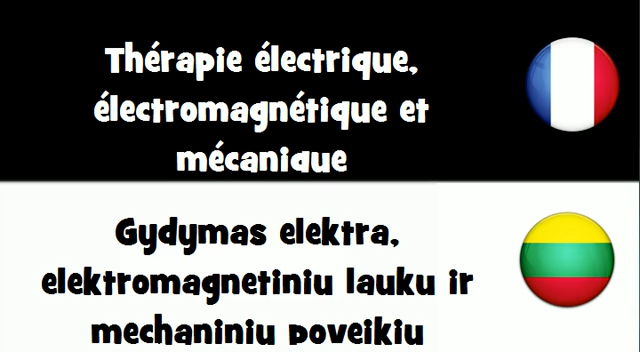 Thérapie électrique,
électromagnétique et
mécanique
Gydymas elektra,
elektromagnetiniu lauku ir
mechaniniu poveikiu